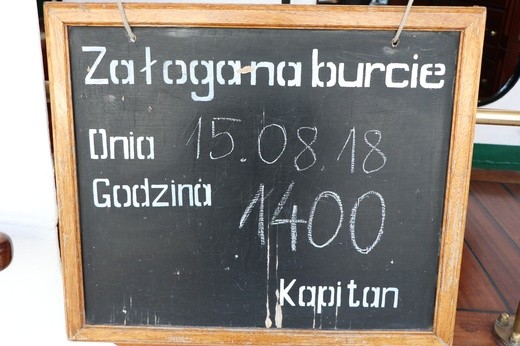 Załoga na burcie
Dnia 15.08.18
Godzina 1400
Kapitan